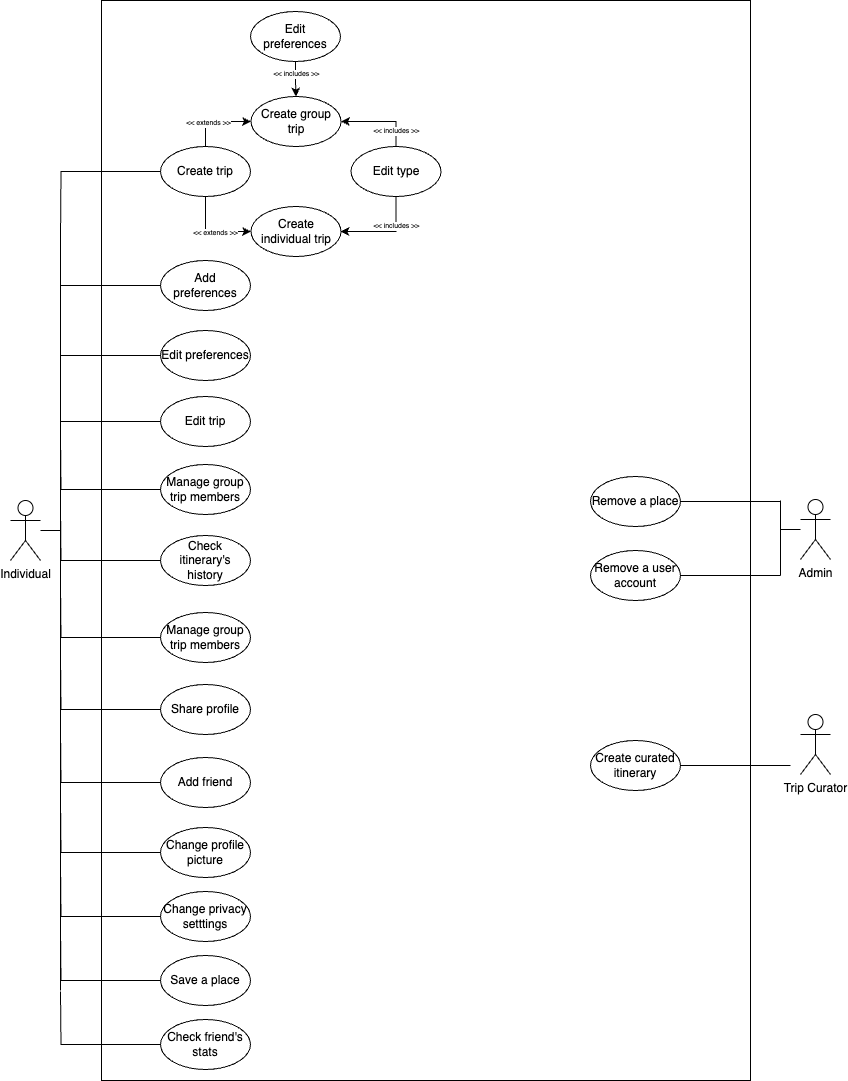 Edit
preferences
<< includes >>
Create group
trip
<< extends >>
<< includes >>
Create trip
Edit type
Create
individual trip
<< extends >>
<< includes >>
Add
preferences
Edit preferences
Edit trip
Manage group
trip members
Remove a place
Check
itinerary's
history
Individual
Remove a user
account
Admin
Manage group
trip members
Share profile
Create curated
itinerary
Trip Curator
Add friend
Change profile
picture
Change privacy
setttings
Save a place
Check friend's
stats